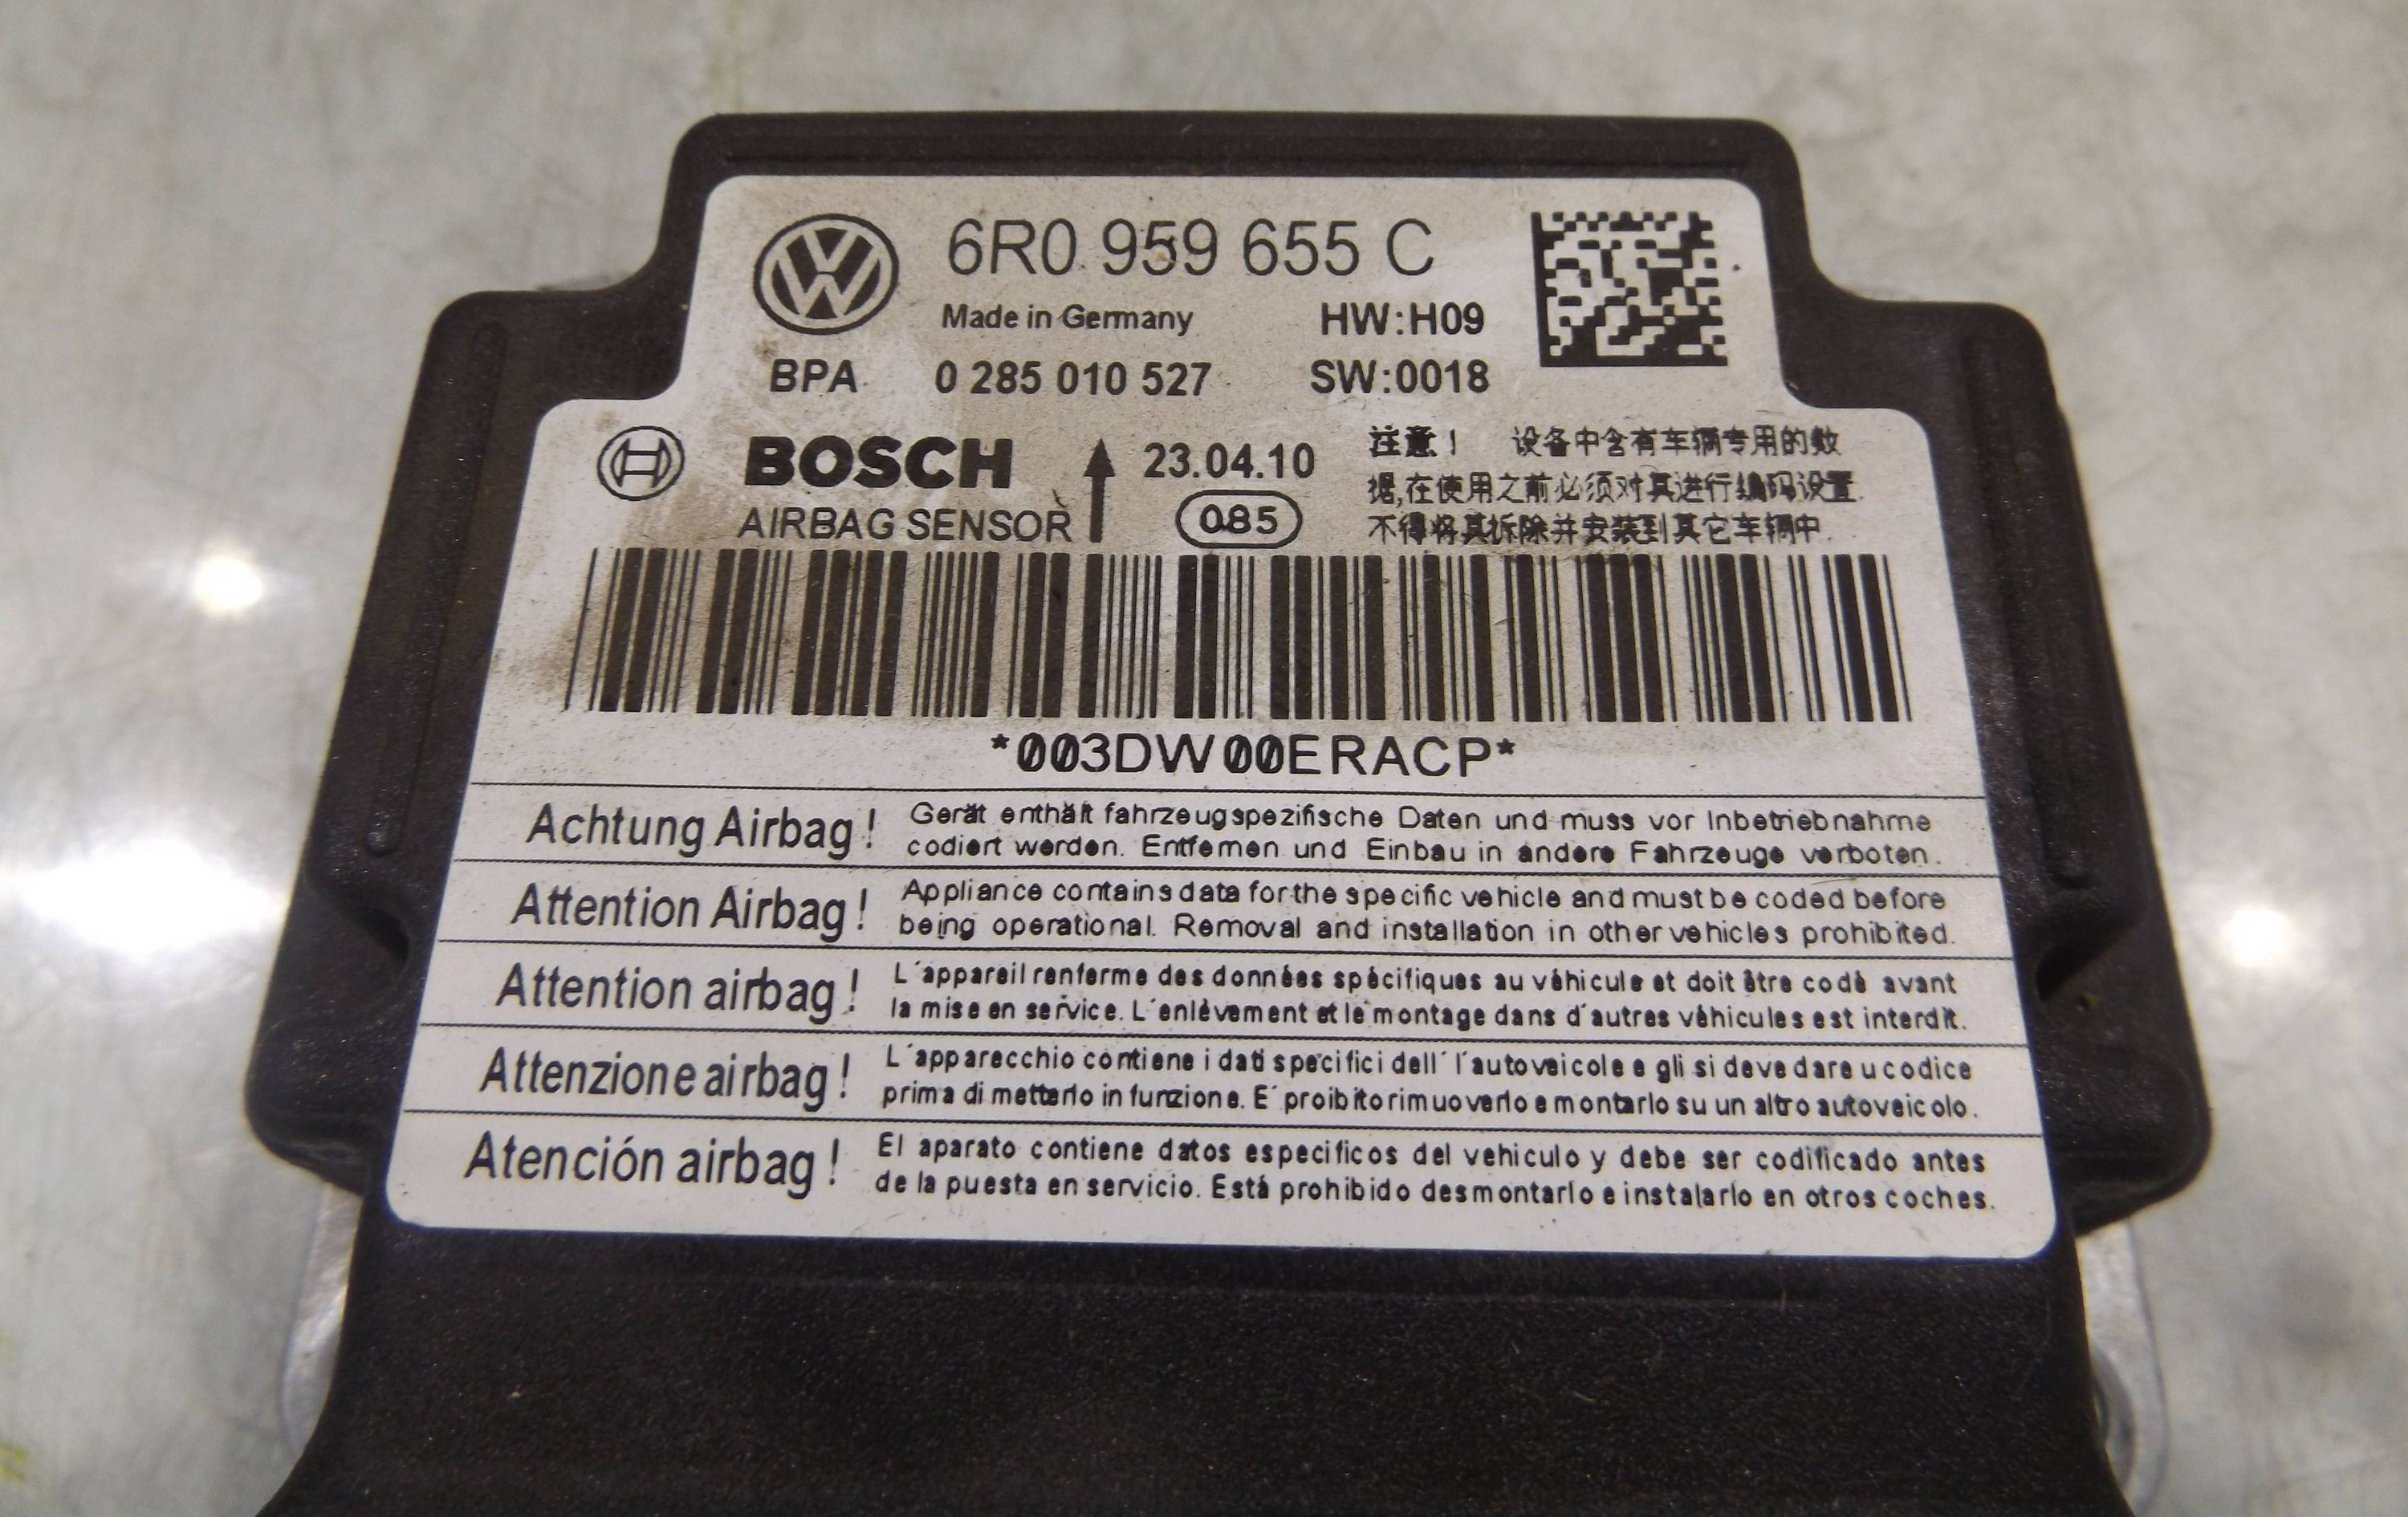 6R0 959 655 C
Made in Germany HW:H09
BPA 0 285 010 527 SW:0018
BOSCH 23.04.10
AIRBAG SENSOR 085
注意！ 设备中含有车辆专用的数
据,在使用之前必须对其进行编码设置.
不得将其拆除并安装到其它车辆中.
*003DW00ERACP*
Achtung Airbag! Gerät enthält fahrzeugspezifische Daten und muss vor Inbetriebnahme
codiert werden. Entfernen und Einbau in andere Fahrzeuge verboten.
Attention Airbag! Appliance contains data for the specific vehicle and must be coded before
being operational. Removal and installation in other vehicles prohibited.
Attention airbag! L´appareil renferme des données spécifiques au véhicule et doit être codè avant
la mise en service. L´enlèvement et le montage dans d´autres véhicules est interdit.
Attenzione airbag! L´apparecchio contiene i dati specifici dell´ l´autoveicolo e gli si deve dare u codice
prima di metterlo in funzione. E´ proibito rimuoverlo e montarlo su un altro autoveicolo.
Atención airbag! El aparato contiene datos especificos del vehiculo y debe ser codificado antes
de la puesta en servicio. Está prohibido desmontarlo e instalarlo en otros coches.